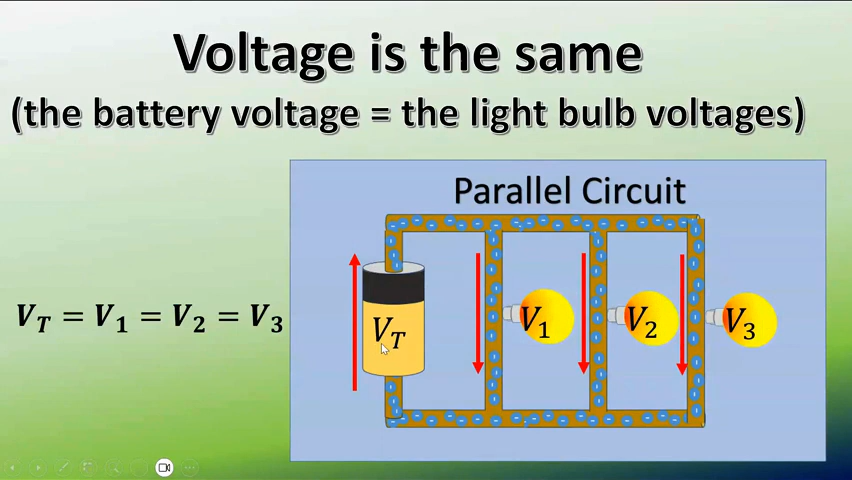 Voltage is the same
(the battery voltage = the light bulb voltages)
Parallel Circuit
V_T = V_1 = V_2 = V_3
V_T
V_1
V_2
V_3